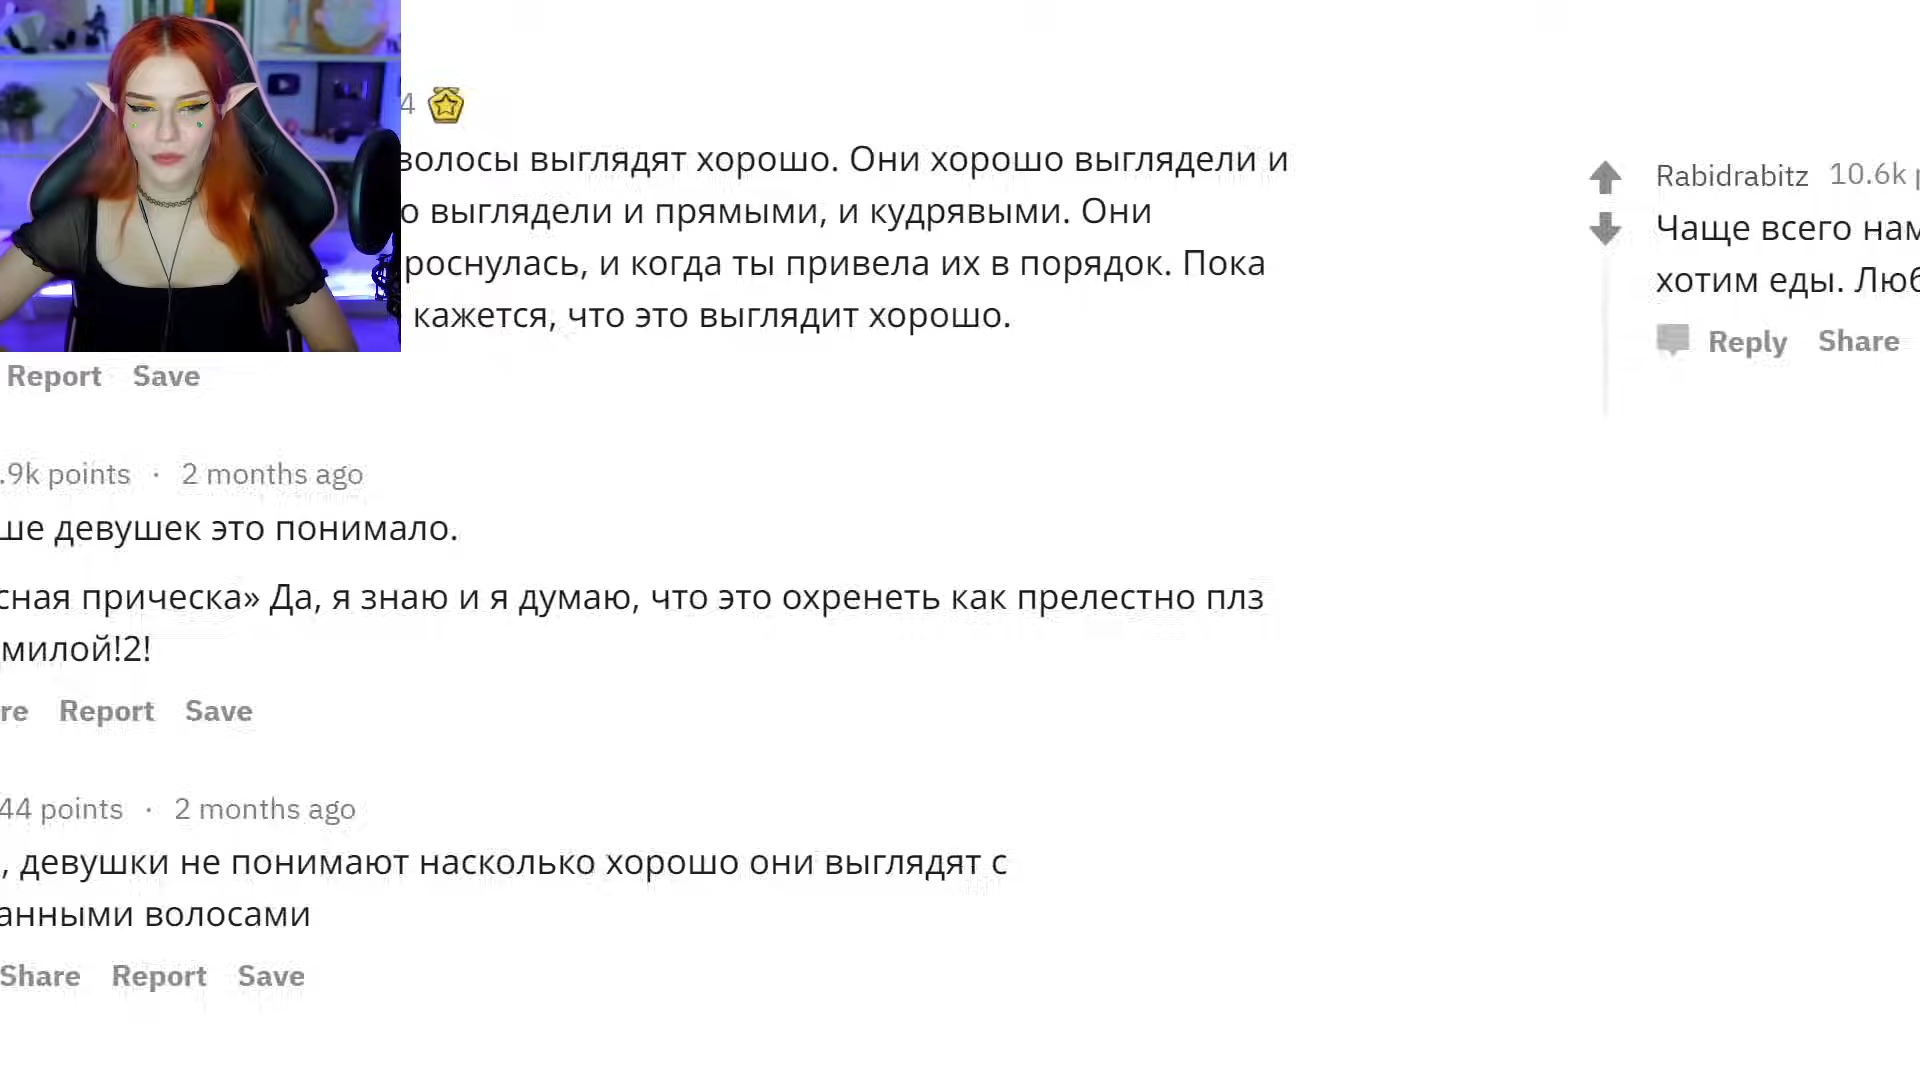 4
волосы выглядят хорошо. Они хорошо выглядели и
о выглядели и прямыми, и кудрявыми. Они
роснулась, и когда ты привела их в порядок. Пока
кажется, что это выглядит хорошо.
Report Save
.9k points · 2 months ago
ше девушек это понимало.
сная прическа» Да, я знаю и я думаю, что это охренеть как прелестно плз
милой!2!
re Report Save
44 points · 2 months ago
, девушки не понимают насколько хорошо они выглядят с
анными волосами
Share Report Save
Rabidrabitz 10.6k p
Чаще всего нам
хотим еды. Люб
Reply Share